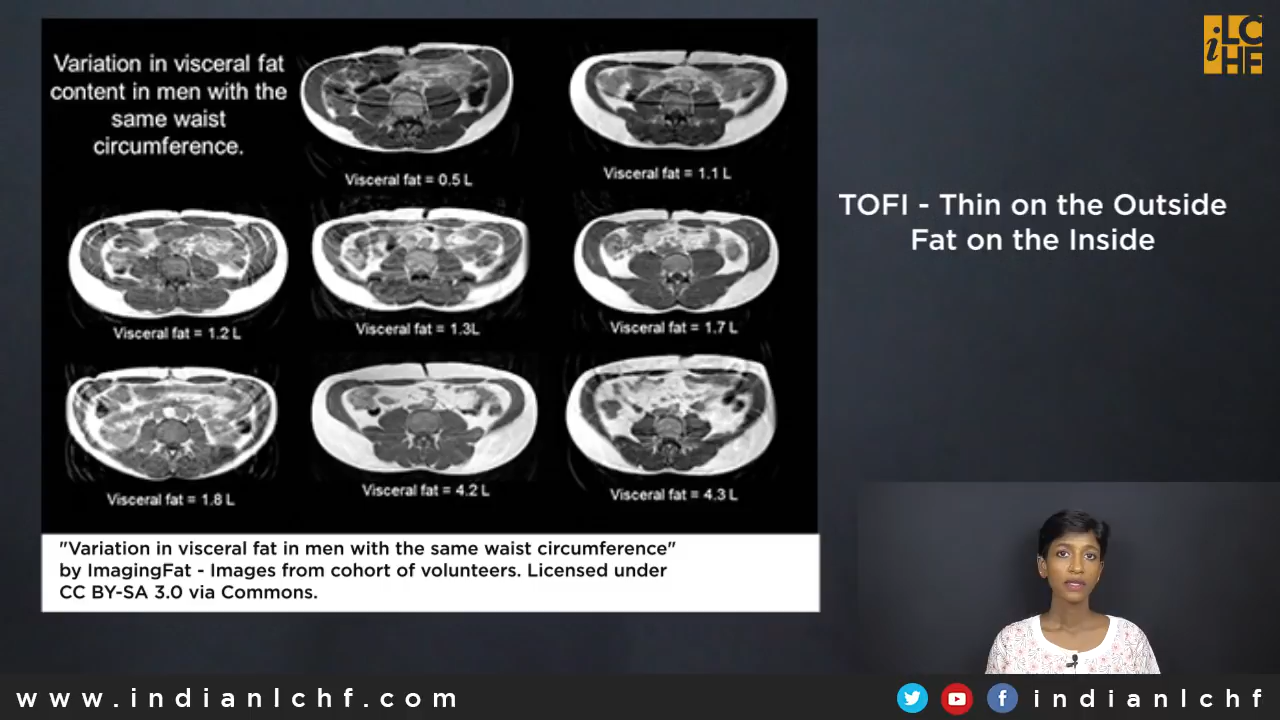 Variation in visceral fat
content in men with the
same waist
circumference.
Visceral fat = 0.5 L
Visceral fat = 1.1 L
Visceral fat = 1.2 L
Visceral fat = 1.3L
Visceral fat = 1.7 L
Visceral fat = 1.8 L
Visceral fat = 4.2 L
Visceral fat = 4.3 L
"Variation in visceral fat in men with the same waist circumference"
by ImagingFat - Images from cohort of volunteers. Licensed under
CC BY-SA 3.0 via Commons.
iLC
HF
TOFI - Thin on the Outside
Fat on the Inside
www.indianlchf.com
indianlchf